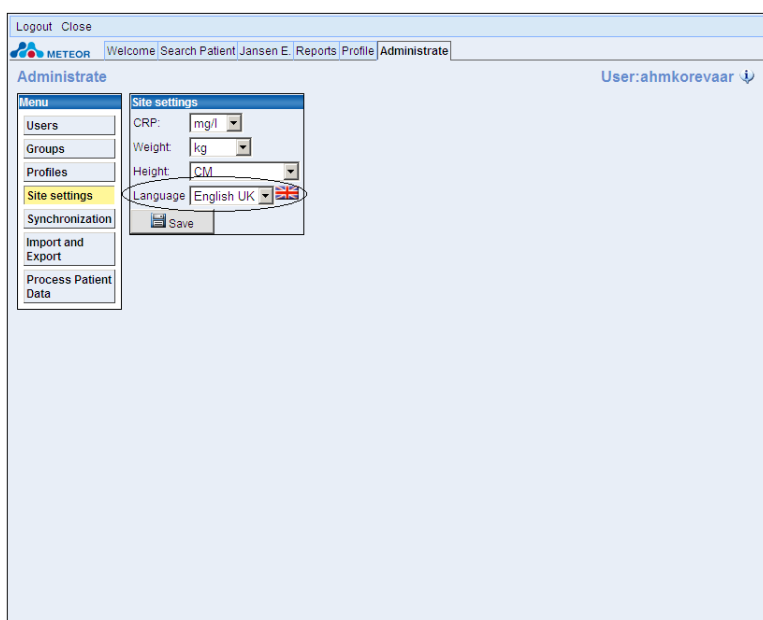 Logout Close
METEOR Welcome Search Patient Jansen E. Reports Profile Administrate
Administrate User:ahmkorevaar
Menu
Users
Groups
Profiles
Site settings
Synchronization
Import and
Export
Process Patient
Data
Site settings
CRP: mg/l
Weight: kg
Height: CM
Language English UK
Save